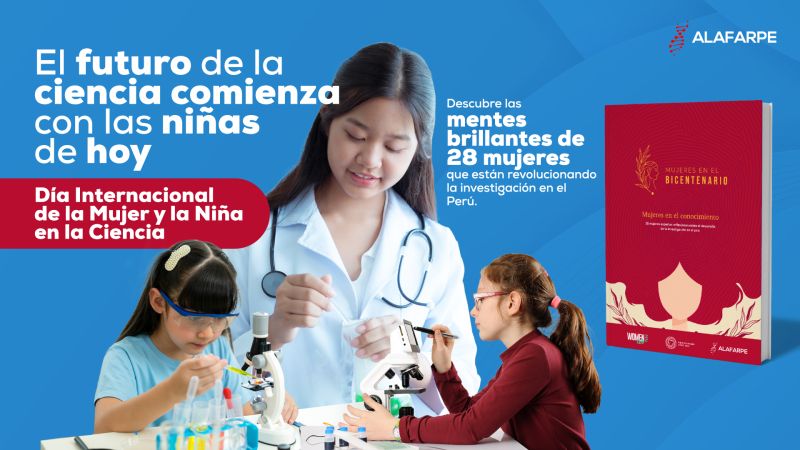 ALAFARPE
El futuro de la
ciencia comienza
con las niñas
de hoy
Día Internacional
de la Mujer y la Niña
en la Ciencia
Descubre las
mentes
brillantes de
28 mujeres
que están revolucionando
la investigación en el
Perú.
MUJERES EN EL
BICENTENARIO
Mujeres en el conocimiento
WOMEN
ALAFARPE